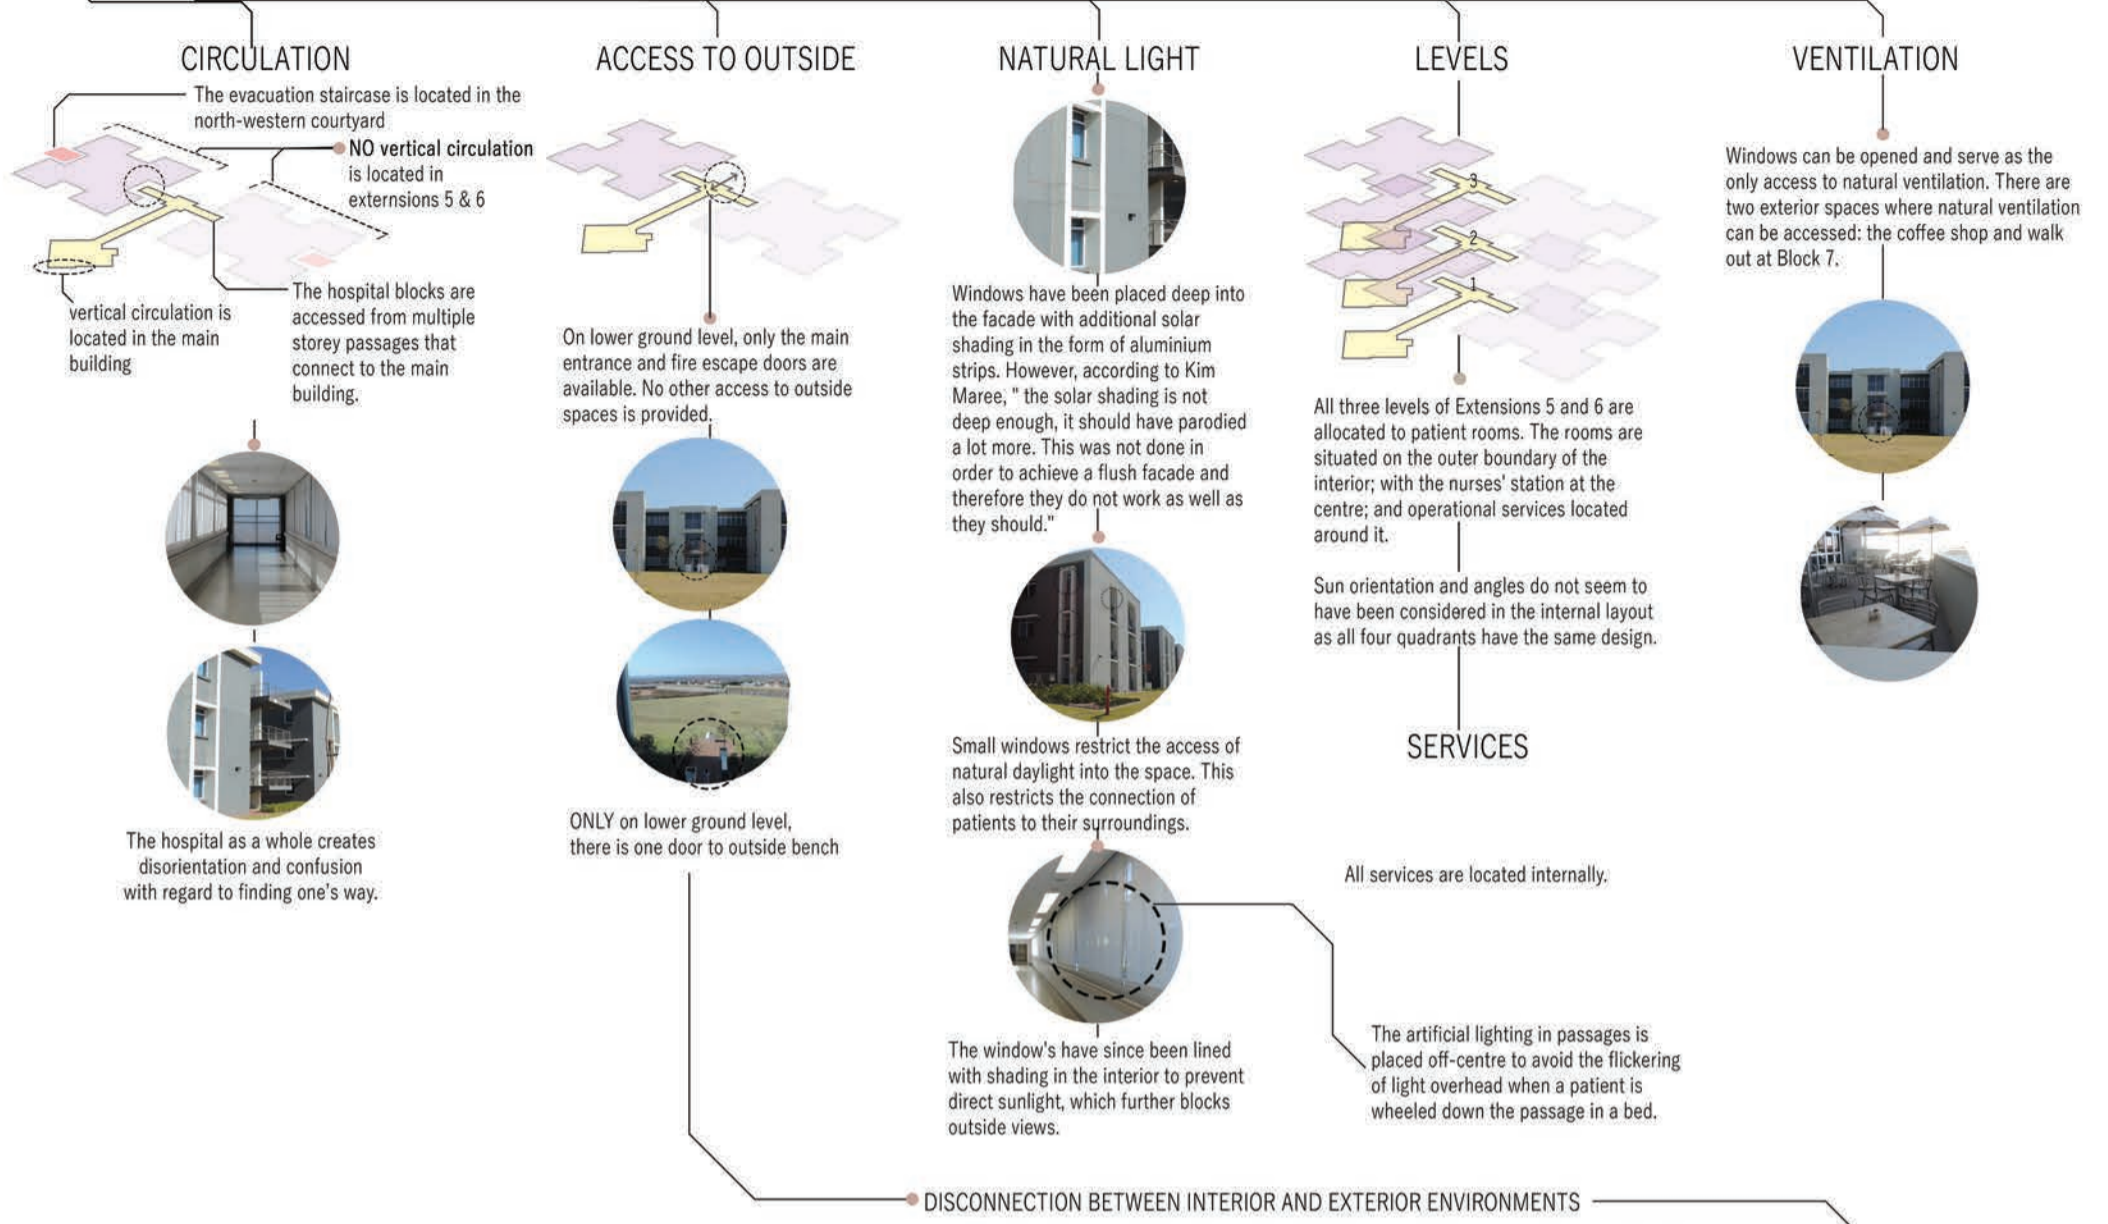 CIRCULATION
The evacuation staircase is located in the
north-western courtyard
NO vertical circulation
is located in
externsions 5 & 6
vertical circulation is
located in the main
building
The hospital blocks are
accessed from multiple
storey passages that
connect to the main
building.
The hospital as a whole creates
disorientation and confusion
with regard to finding one's way.
ACCESS TO OUTSIDE
On lower ground level, only the main
entrance and fire escape doors are
available. No other access to outside
spaces is provided.
ONLY on lower ground level,
there is one door to outside bench
NATURAL LIGHT
Windows have been placed deep into
the facade with additional solar
shading in the form of aluminium
strips. However, according to Kim
Maree, " the solar shading is not
deep enough, it should have parodied
a lot more. This was not done in
order to achieve a flush facade and
therefore they do not work as well as
they should."
Small windows restrict the access of
natural daylight into the space. This
also restricts the connection of
patients to their surroundings.
The window's have since been lined
with shading in the interior to prevent
direct sunlight, which further blocks
outside views.
LEVELS
3
2
1
All three levels of Extensions 5 and 6 are
allocated to patient rooms. The rooms are
situated on the outer boundary of the
interior; with the nurses' station at the
centre; and operational services located
around it.
Sun orientation and angles do not seem to
have been considered in the internal layout
as all four quadrants have the same design.
SERVICES
All services are located internally.
The artificial lighting in passages is
placed off-centre to avoid the flickering
of light overhead when a patient is
wheeled down the passage in a bed.
VENTILATION
Windows can be opened and serve as the
only access to natural ventilation. There are
two exterior spaces where natural ventilation
can be accessed: the coffee shop and walk
out at Block 7.
DISCONNECTION BETWEEN INTERIOR AND EXTERIOR ENVIRONMENTS